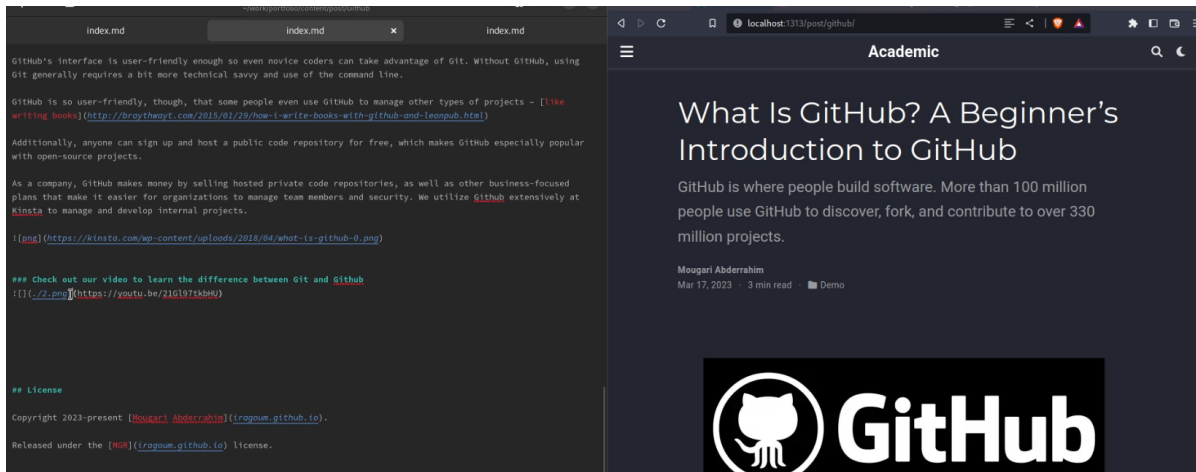 ~/work/portfolio/content/post/Github
index.md
index.md ×
index.md
GitHub's interface is user-friendly enough so even novice coders can take advantage of Git. Without GitHub, using
Git generally requires a bit more technical savvy and use of the command line.
GitHub is so user-friendly, though, that some people even use GitHub to manage other types of projects – [like
writing books](http://braythwayt.com/2015/01/29/how-i-write-books-with-github-and-leanpub.html)
Additionally, anyone can sign up and host a public code repository for free, which makes GitHub especially popular
with open-source projects.
As a company, GitHub makes money by selling hosted private code repositories, as well as other business-focused
plans that make it easier for organizations to manage team members and security. We utilize Github extensively at
Kinsta to manage and develop internal projects.
![png](https://kinsta.com/wp-content/uploads/2018/04/what-is-github-0.png)
### Check out our video to learn the difference between Git and Github
![](./2.png)(https://youtu.be/21Gl97tkbHU)
## License
Copyright 2023-present [Mougari Abderrahim](iragoum.github.io).
Released under the [MGR](iragoum.github.io) license.
localhost:1313/post/github/
Academic
What Is GitHub? A Beginner's
Introduction to GitHub
GitHub is where people build software. More than 100 million
people use GitHub to discover, fork, and contribute to over 330
million projects.
Mougari Abderrahim
Mar 17, 2023 · 3 min read · Demo
GitHub